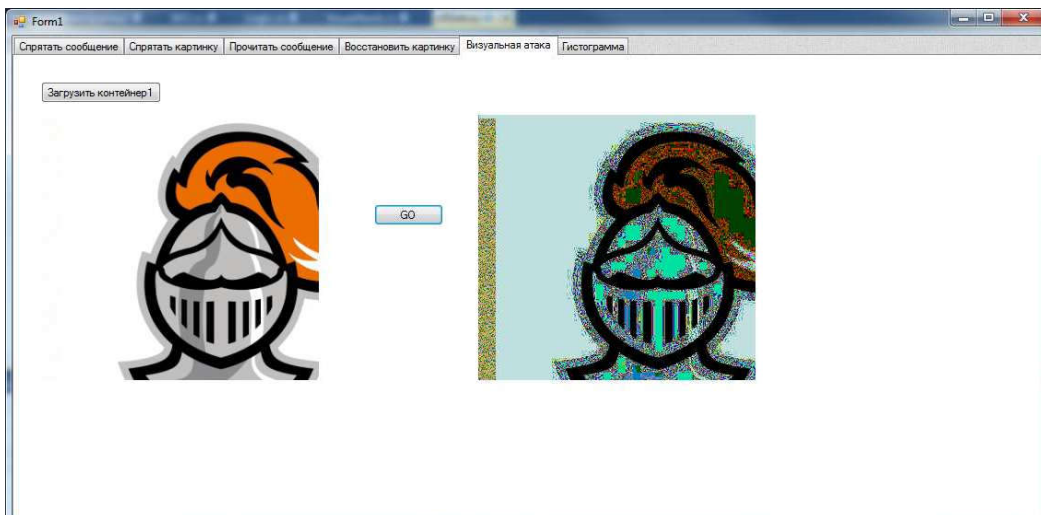 Form1
Спрятать сообщение Спрятать картинку Прочитать сообщение Восстановить картинку Визуальная атака Гистограмма
Загрузить контейнер1
GO